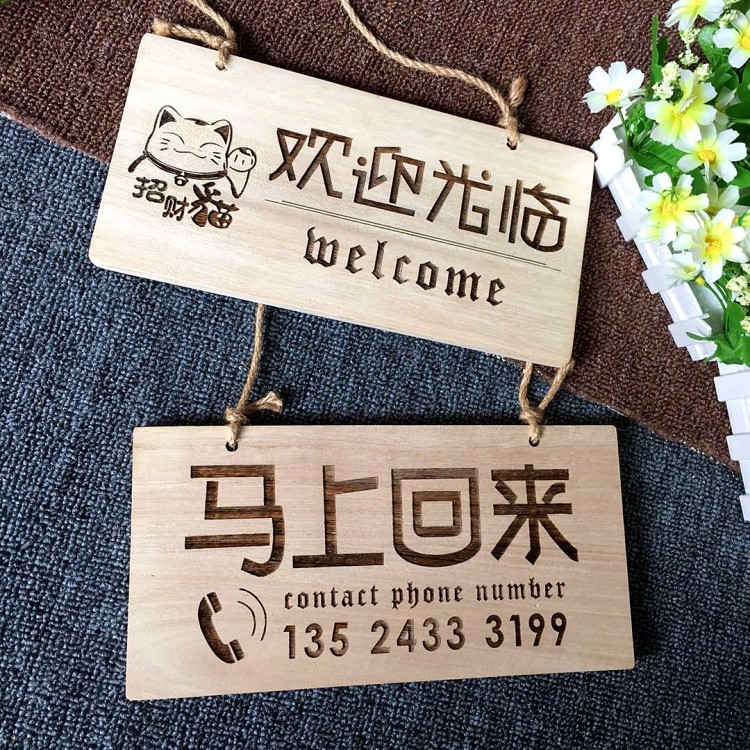 招财猫
欢迎光临
welcome
马上回来
contact phone number
135 2433 3199